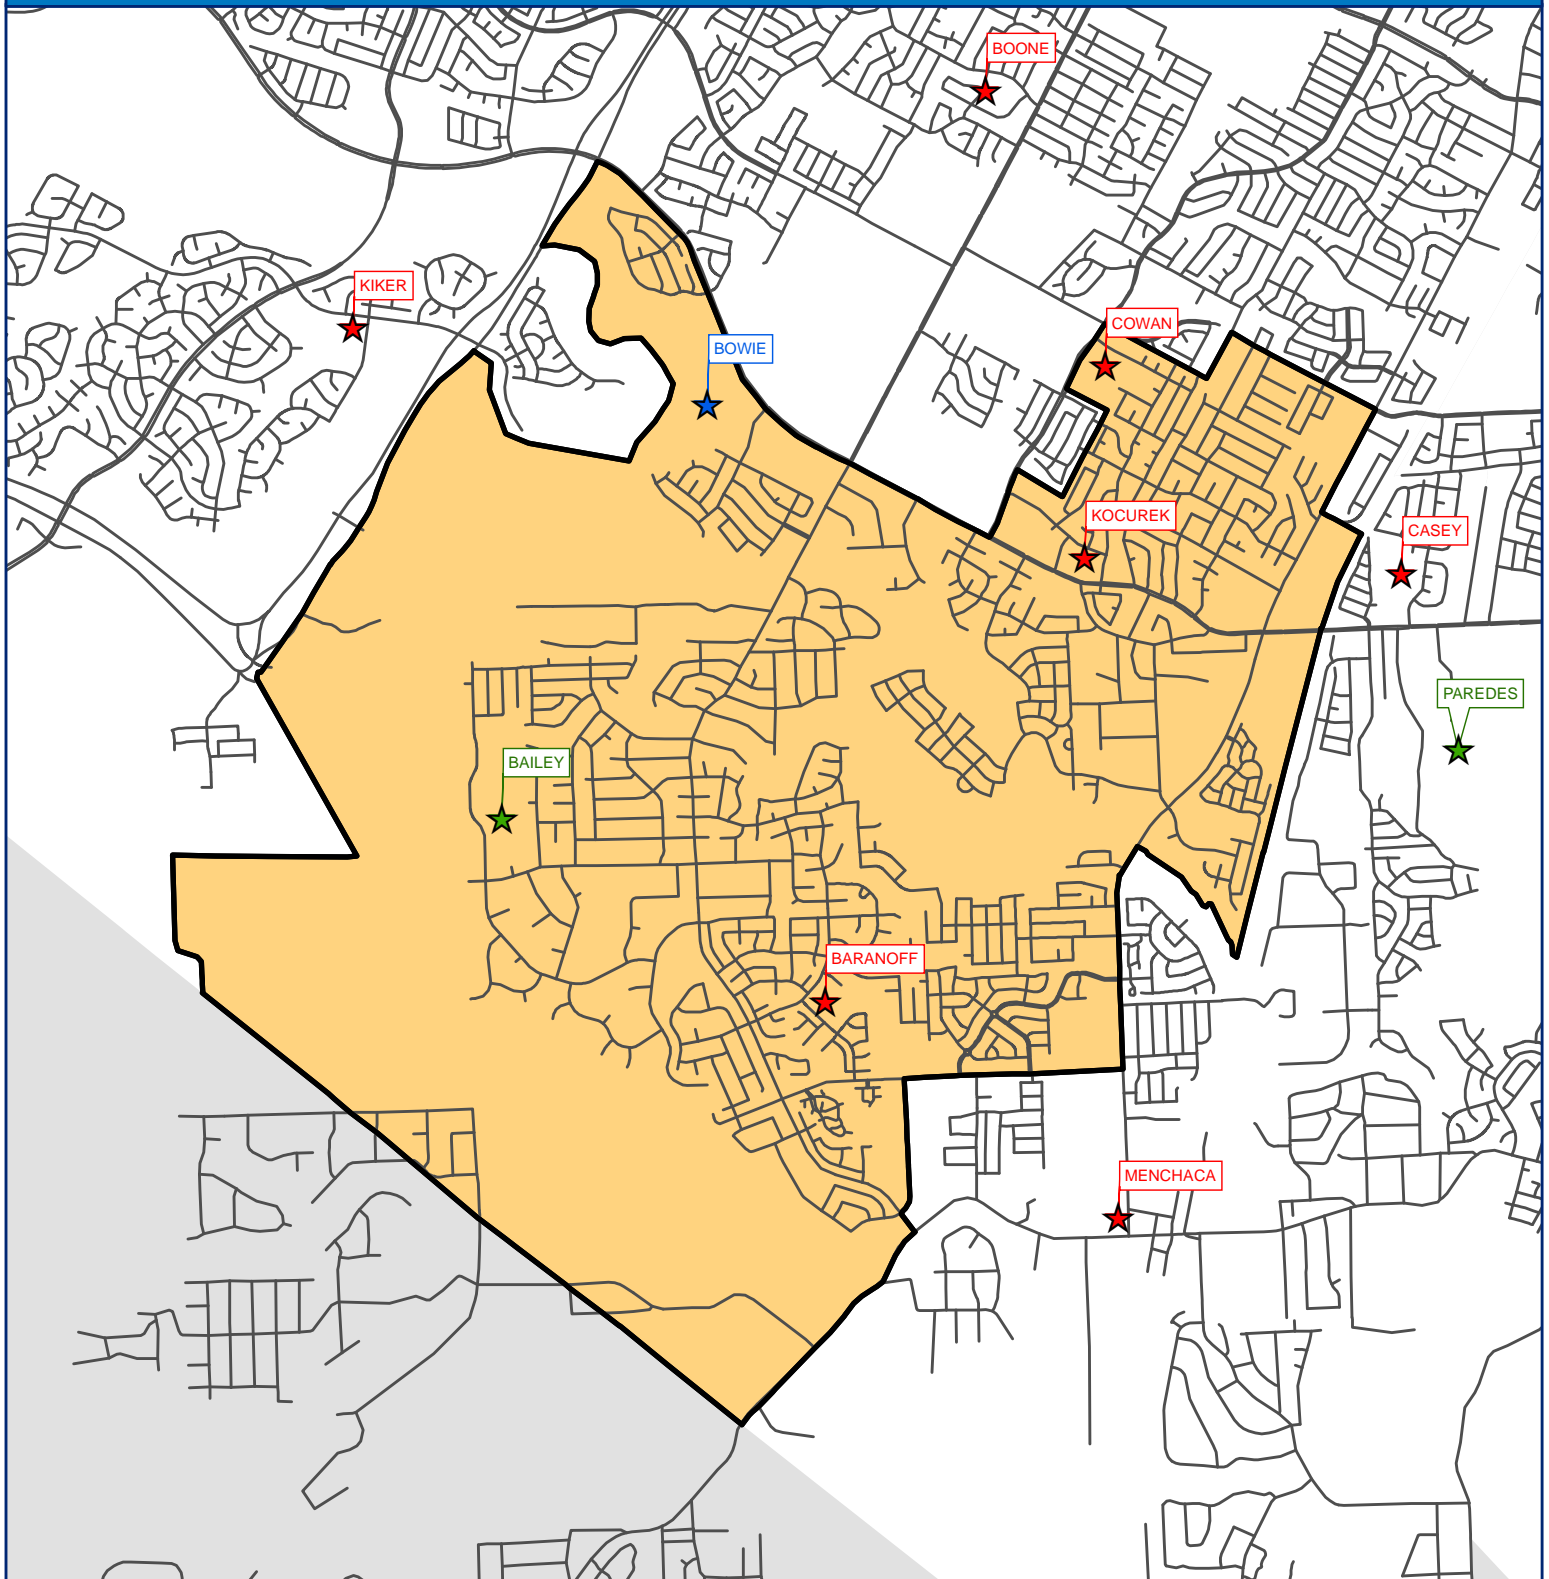 BOONE
KIKER
COWAN
BOWIE
KOCUREK
CASEY
PAREDES
BAILEY
BARANOFF
MENCHACA